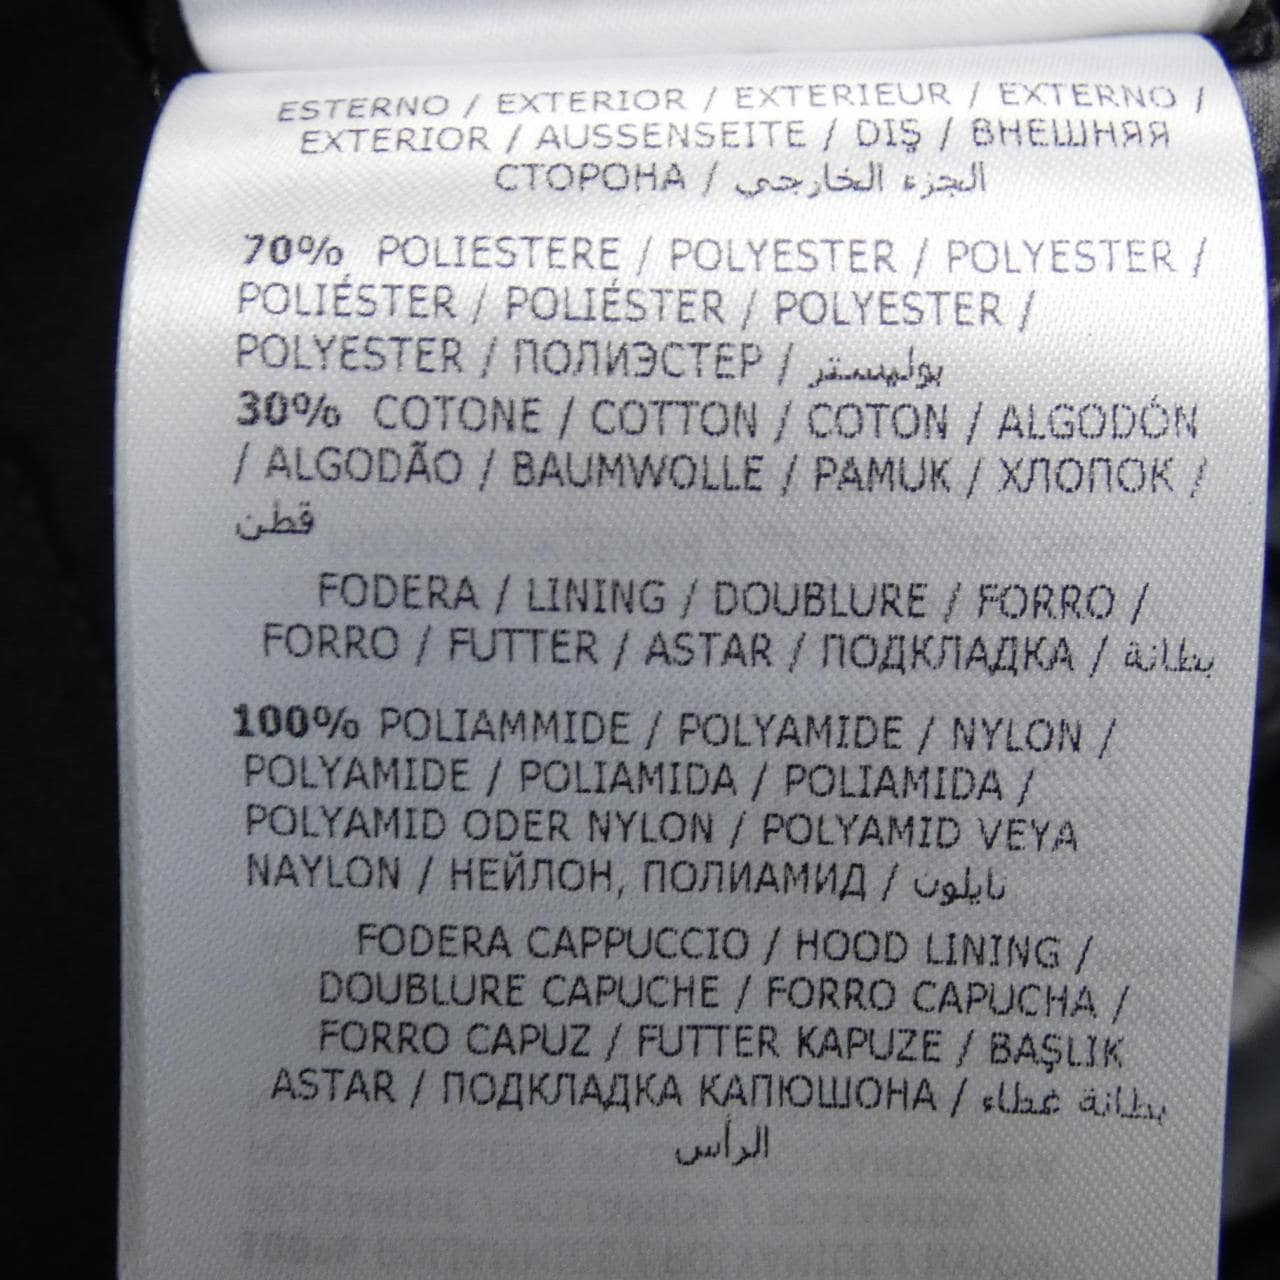 ESTERNO / EXTERIOR / EXTERIEUR / EXTERNO /
EXTERIOR / AUSSENSEITE / DIŞ / ВНЕШНЯЯ
СТОРОНА / الجزء الخارجي
70% POLIESTERE / POLYESTER / POLYESTER /
POLIÉSTER / POLIÉSTER / POLYESTER /
POLYESTER / ПОЛИЭСТЕР / بوليستر
30% COTONE / COTTON / COTON / ALGODÓN
/ ALGODÃO / BAUMWOLLE / PAMUK / ХЛОПОК /
قطن
FODERA / LINING / DOUBLURE / FORRO /
FORRO / FUTTER / ASTAR / ПОДКЛАДКА / بطانة
100% POLIAMMIDE / POLYAMIDE / NYLON /
POLYAMIDE / POLIAMIDA / POLIAMIDA /
POLYAMID ODER NYLON / POLYAMID VEYA
NAYLON / НЕЙЛОН, ПОЛИАМИД / نايلون
FODERA CAPPUCCIO / HOOD LINING /
DOUBLURE CAPUCHE / FORRO CAPUCHA /
FORRO CAPUZ / FUTTER KAPUZE / BAŞLIK
ASTAR / ПОДКЛАДКА КАПЮШОНА / بطانة غطاء
الرأس